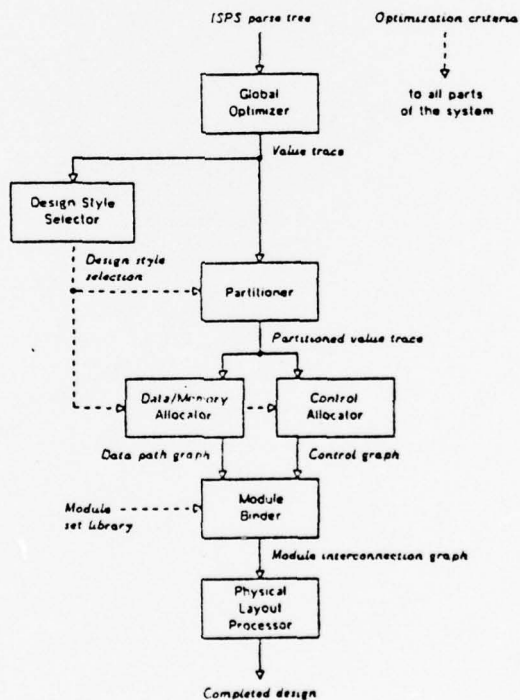 ISPS parse tree
Optimization criteria
to all parts
of the system
Global
Optimizer
Value trace
Design Style
Selector
Design style
selection
Partitioner
Partitioned value trace
Data/Memory
Allocator
Control
Allocator
Data path graph
Control graph
Module
set library
Module
Binder
Module interconnection graph
Physical
Layout
Processor
Completed design